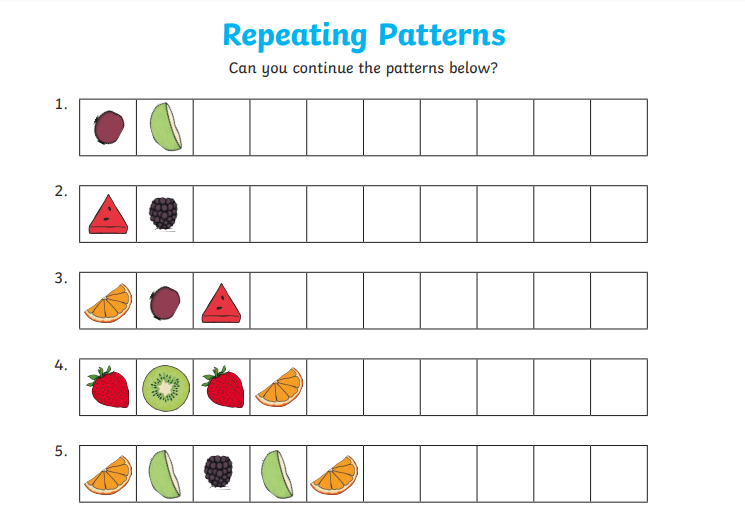 Repeating Patterns
Can you continue the patterns below?
1.
2.
3.
4.
5.